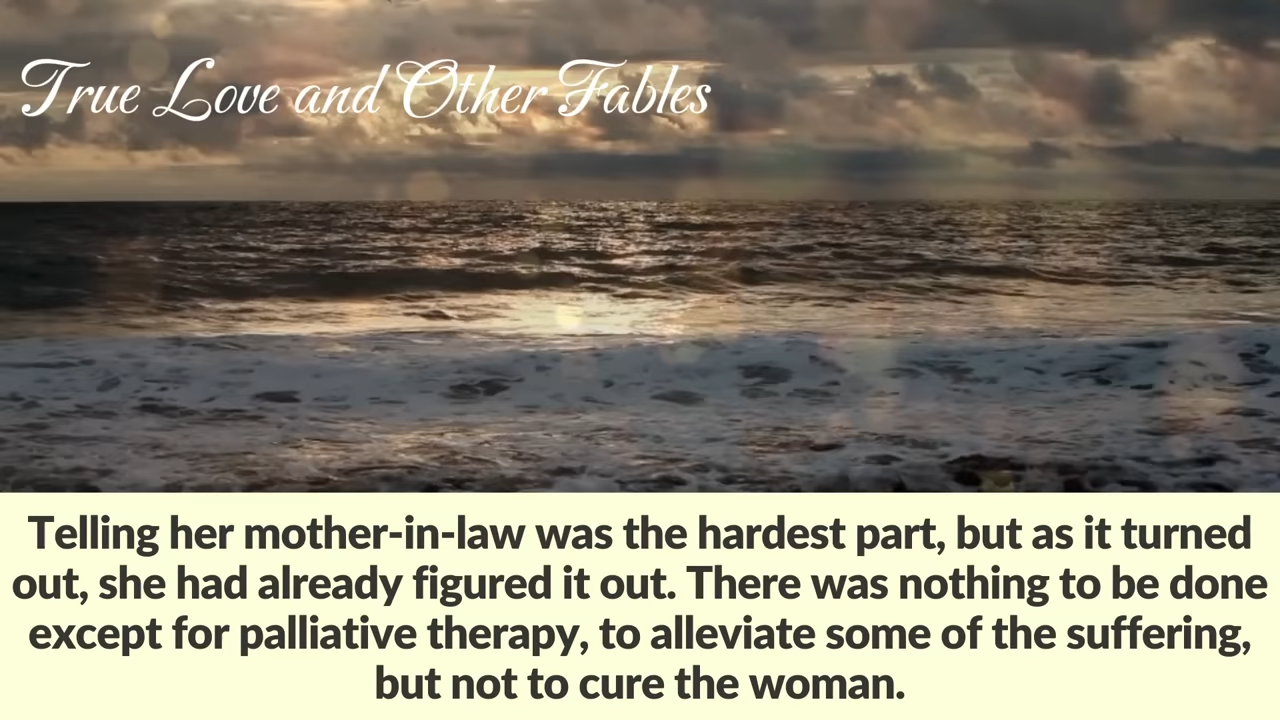 True Love and Other Fables
Telling her mother-in-law was the hardest part, but as it turned
out, she had already figured it out. There was nothing to be done
except for palliative therapy, to alleviate some of the suffering,
but not to cure the woman.